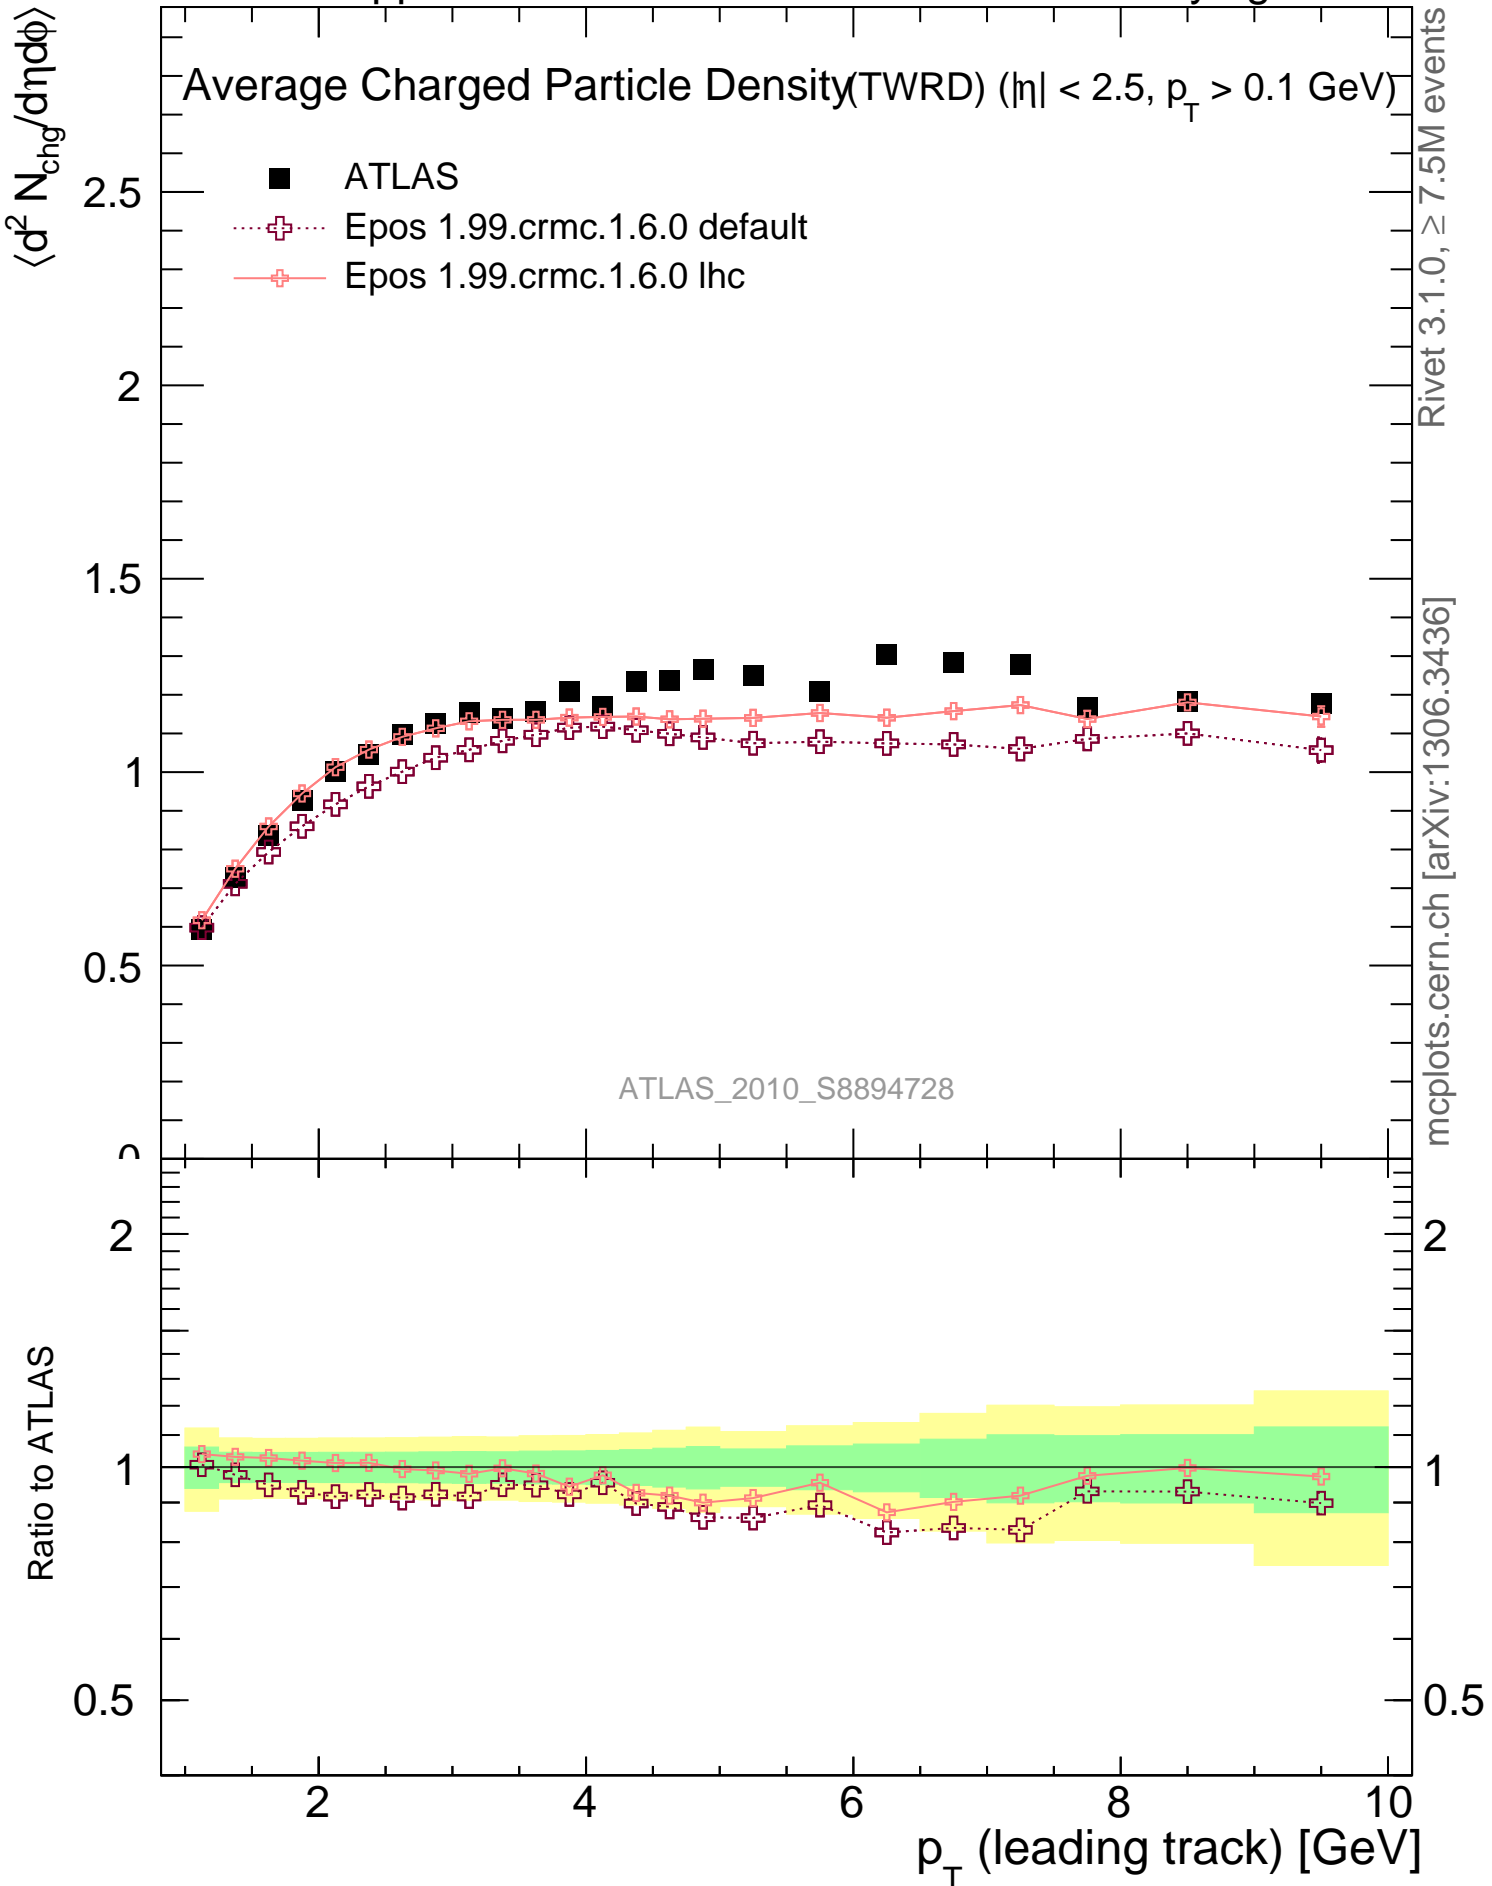 Average Charged Particle Density (TWRD) (|η| < 2.5, p_T > 0.1 GeV)
⟨d² N_chg/dηdϕ⟩
ATLAS
Epos 1.99.crmc.1.6.0 default
Epos 1.99.crmc.1.6.0 lhc
2.5
2
1.5
1
0.5
0
ATLAS_2010_S8894728
Rivet 3.1.0, ≥ 7.5M events
mcplots.cern.ch [arXiv:1306.3436]
Ratio to ATLAS
2
1
0.5
2
1
0.5
2 4 6 8 10
p_T (leading track) [GeV]